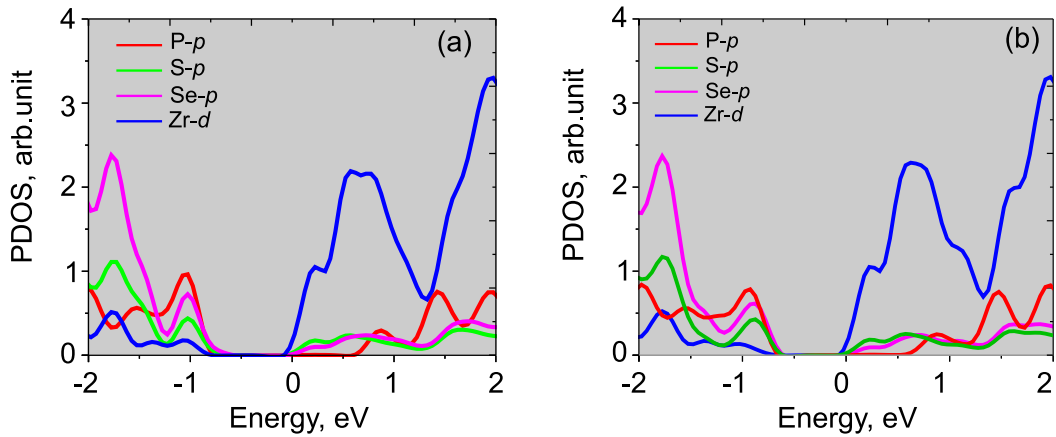 PDOS, arb.unit
4
3
2
1
0
(a)
P-p
S-p
Se-p
Zr-d
-2 -1 0 1 2
Energy, eV
PDOS, arb.unit
4
3
2
1
0
(b)
P-p
S-p
Se-p
Zr-d
-2 -1 0 1 2
Energy, eV